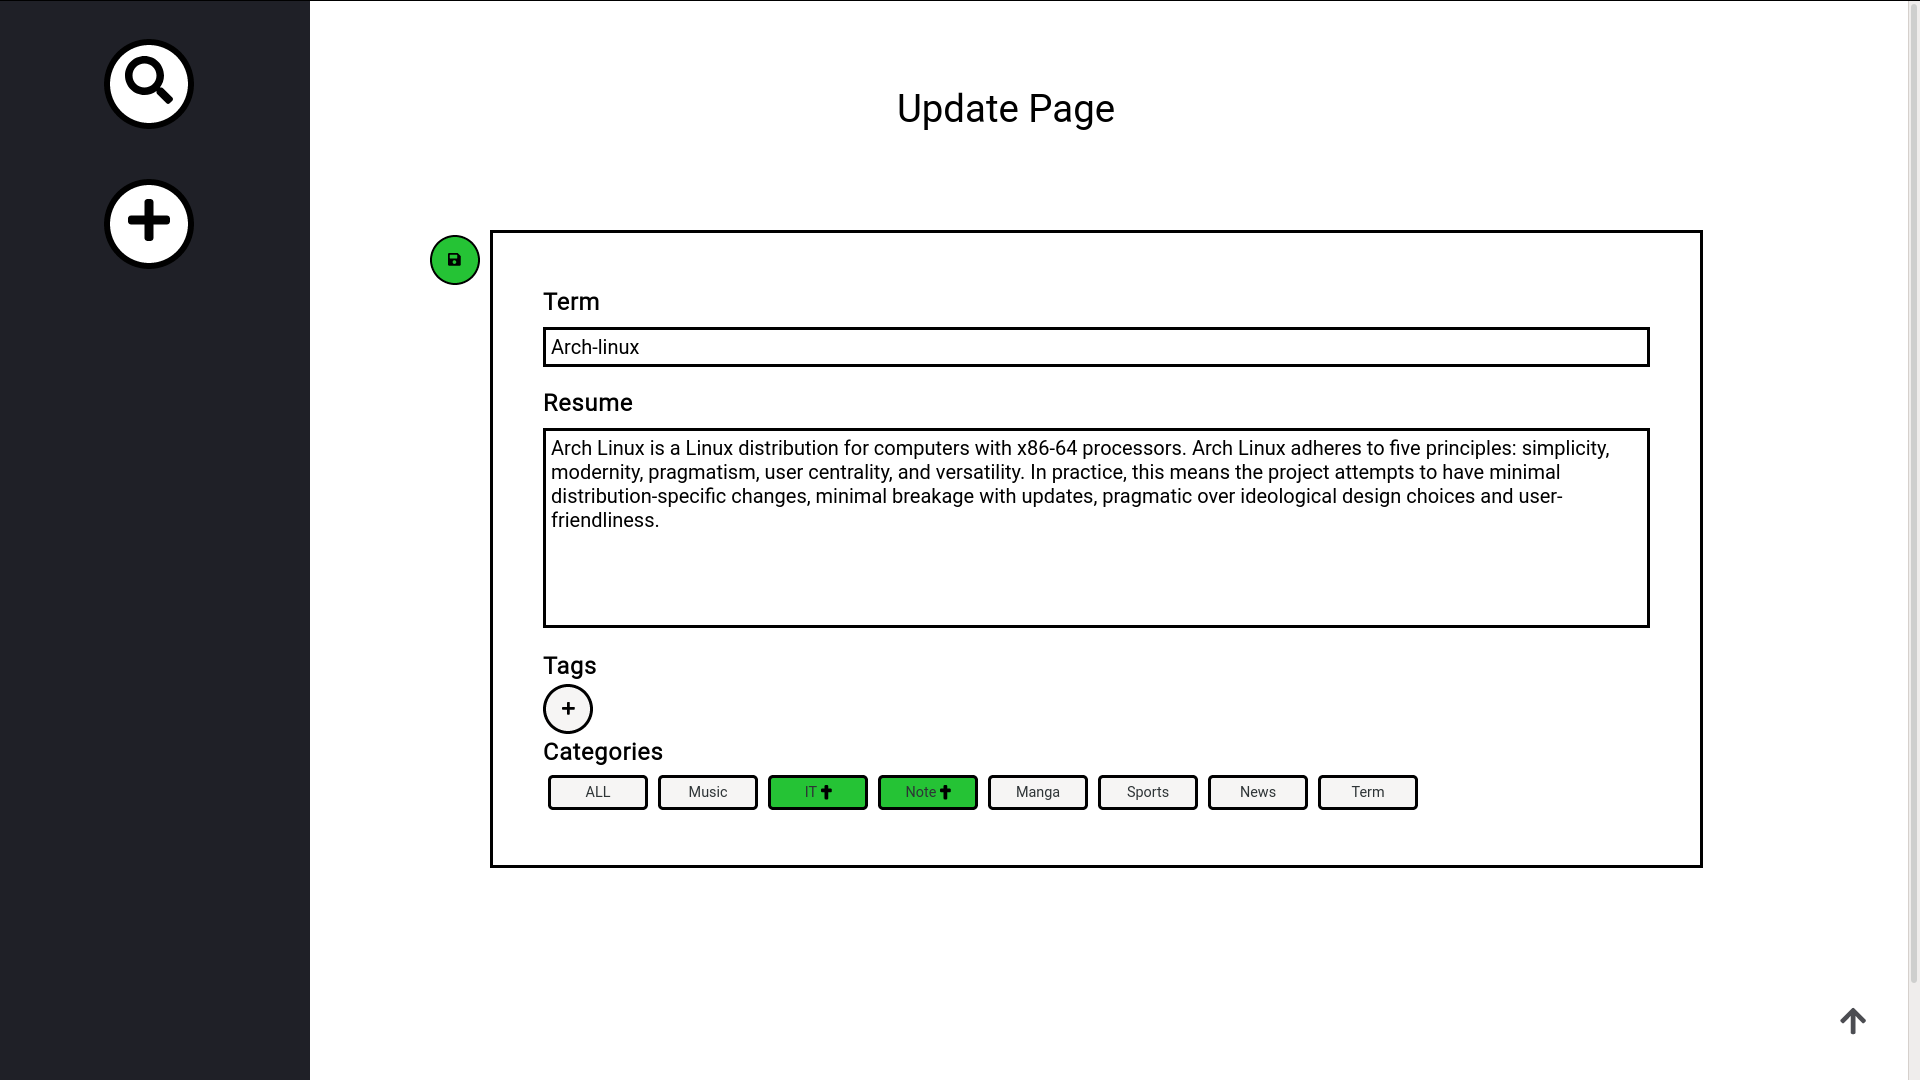 Update Page
Term
Arch-linux
Resume
Arch Linux is a Linux distribution for computers with x86-64 processors. Arch Linux adheres to five principles: simplicity,
modernity, pragmatism, user centrality, and versatility. In practice, this means the project attempts to have minimal
distribution-specific changes, minimal breakage with updates, pragmatic over ideological design choices and user-
friendliness.
Tags
Categories
ALL Music IT Note Manga Sports News Term